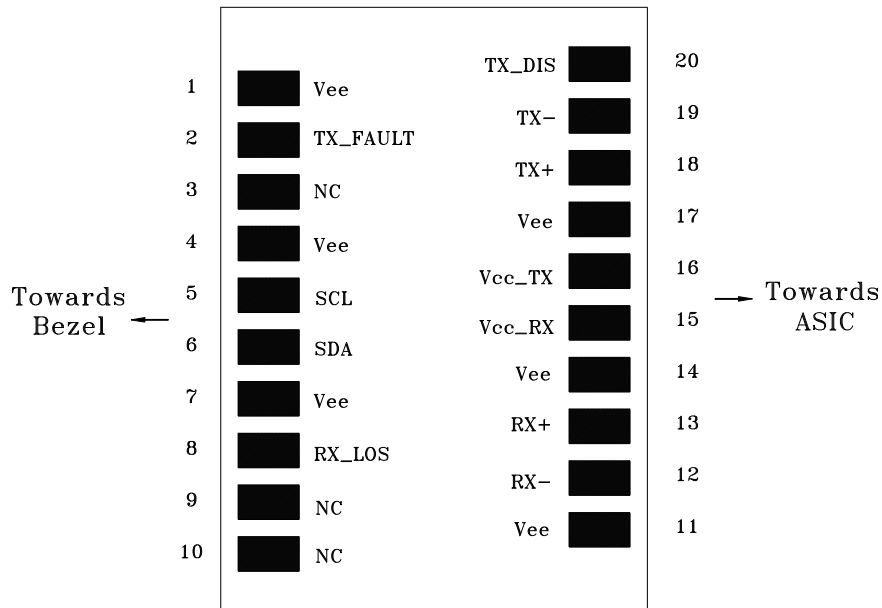 1 Vee
2 TX_FAULT
3 NC
4 Vee
5 SCL
6 SDA
7 Vee
8 RX_LOS
9 NC
10 NC
TX_DIS 20
TX− 19
TX+ 18
Vee 17
Vcc_TX 16
Vcc_RX 15
Vee 14
RX+ 13
RX− 12
Vee 11
Towards
Bezel
Towards
ASIC